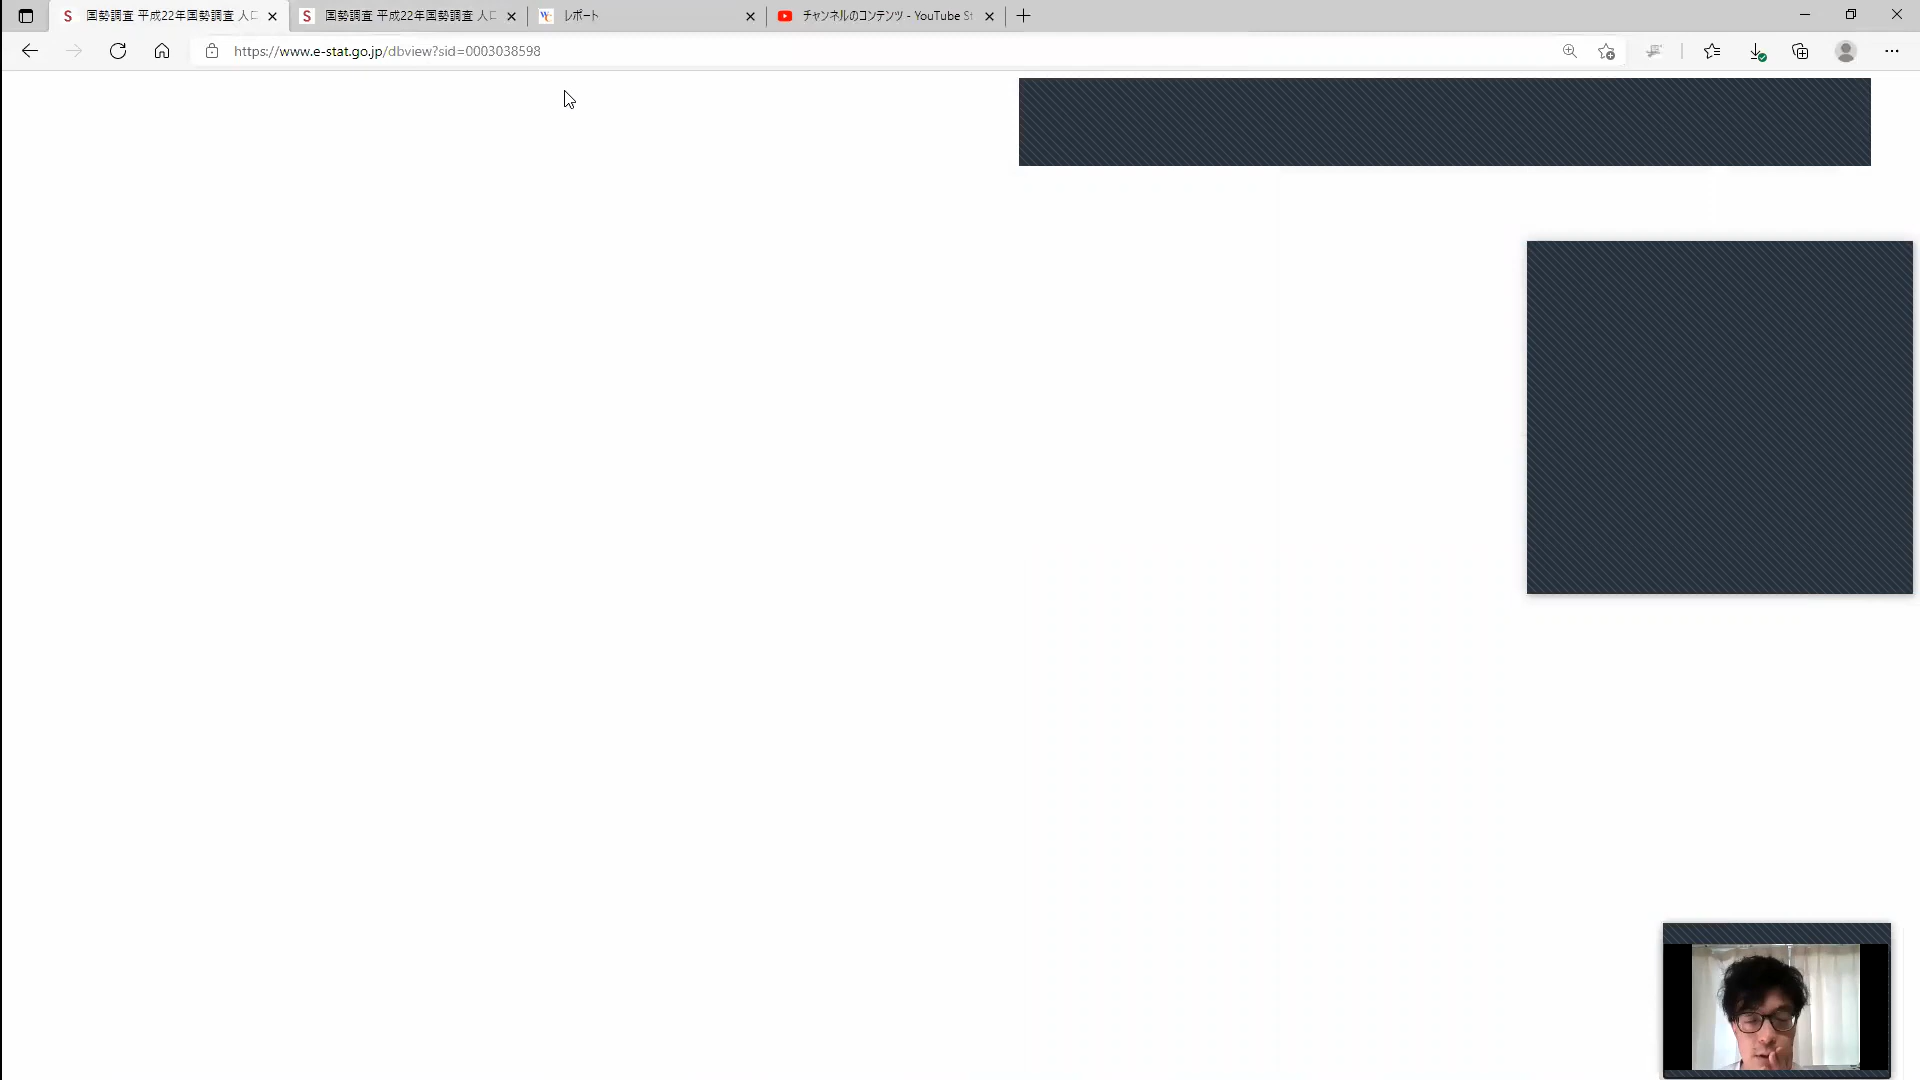 国勢調査 平成22年国勢調査 人口
国勢調査 平成22年国勢調査 人口
レポート
チャンネルのコンテンツ - YouTube St
https://www.e-stat.go.jp/dbview?sid=0003038598